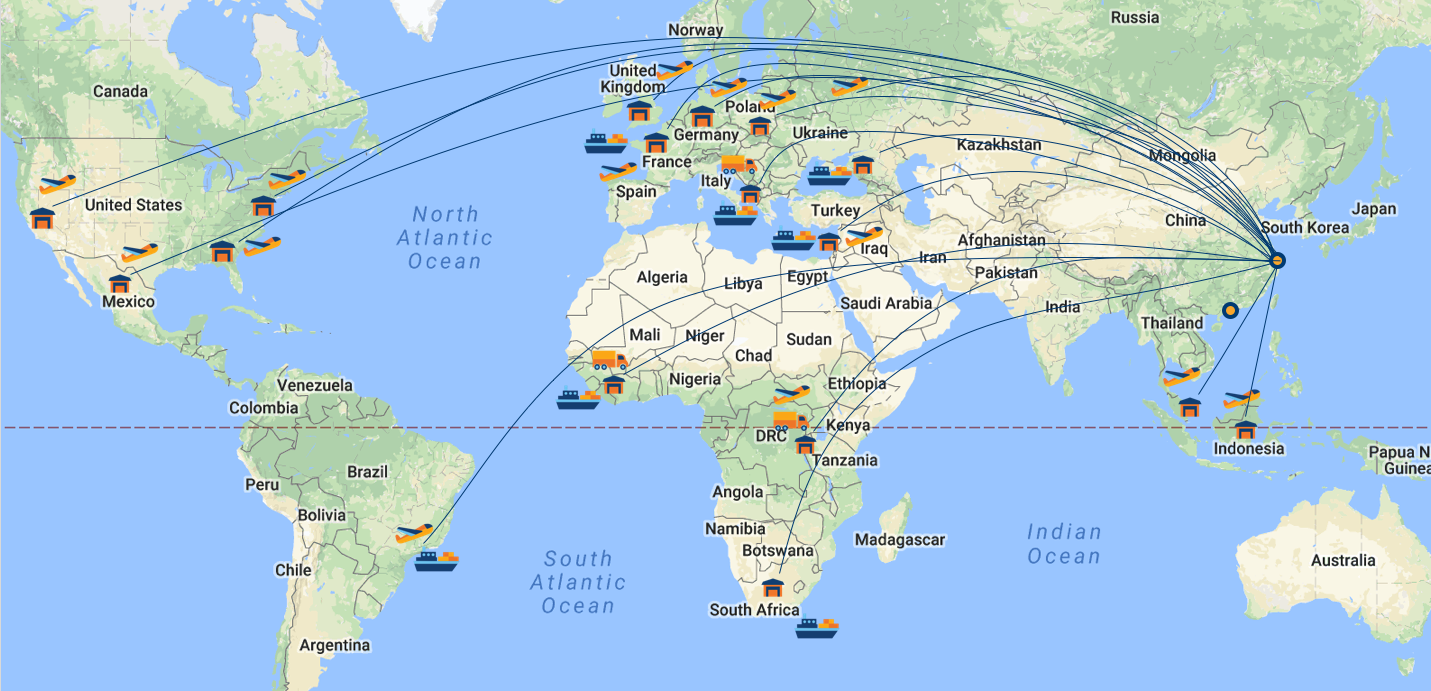 Russia
Norway
Canada
United
Kingdom
Poland
Germany
Ukraine
France
Kazakhstan
Mongolia
Italy
Spain
United States
North
Atlantic
Ocean
Turkey
China
South Korea
Japan
Iraq
Afghanistan
Iran
Pakistan
Algeria
Libya
Egypt
Mexico
Saudi Arabia
India
Thailand
Mali
Niger
Sudan
Chad
Nigeria
Ethiopia
Venezuela
Colombia
Kenya
DRC
Indonesia
Papua N
Guinea
Tanzania
Brazil
Peru
Angola
Bolivia
Namibia
Botswana
Madagascar
Indian
Ocean
South
Atlantic
Ocean
Chile
Australia
South Africa
Argentina